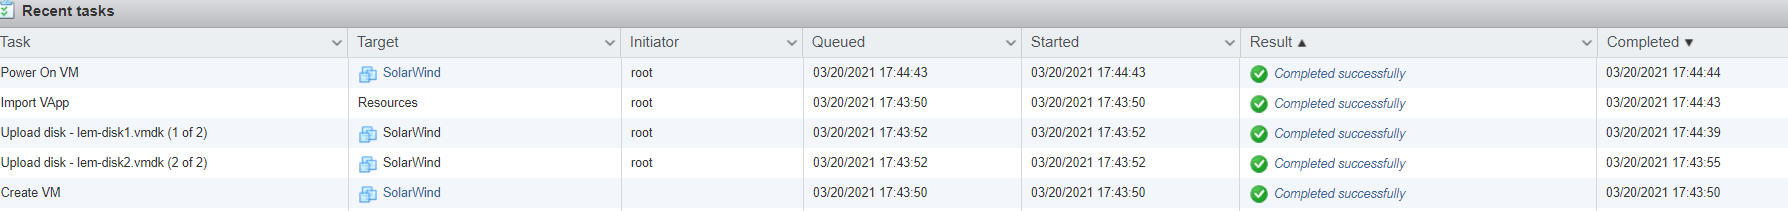 Recent tasks
Task Target Initiator Queued Started Result ▲ Completed ▼
Power On VM SolarWind root 03/20/2021 17:44:43 03/20/2021 17:44:43 Completed successfully 03/20/2021 17:44:44
Import VApp Resources root 03/20/2021 17:43:50 03/20/2021 17:43:50 Completed successfully 03/20/2021 17:44:43
Upload disk - lem-disk1.vmdk (1 of 2) SolarWind root 03/20/2021 17:43:52 03/20/2021 17:43:52 Completed successfully 03/20/2021 17:44:39
Upload disk - lem-disk2.vmdk (2 of 2) SolarWind root 03/20/2021 17:43:52 03/20/2021 17:43:52 Completed successfully 03/20/2021 17:43:55
Create VM SolarWind 03/20/2021 17:43:50 03/20/2021 17:43:50 Completed successfully 03/20/2021 17:43:50